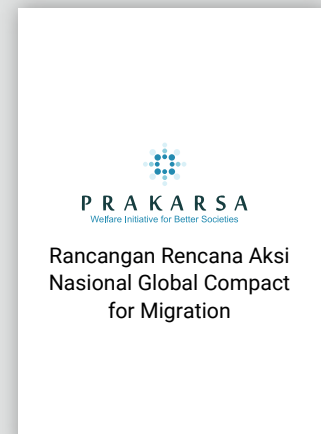 PRAKARSA
Welfare Initiative for Better Societies
Rancangan Rencana Aksi
Nasional Global Compact
for Migration